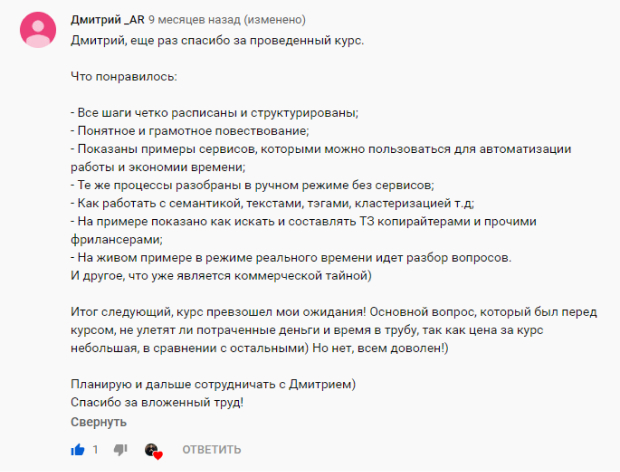 Дмитрий _AR 9 месяцев назад (изменено)
Дмитрий, еще раз спасибо за проведенный курс.
Что понравилось:
- Все шаги четко расписаны и структурированы;
- Понятное и грамотное повествование;
- Показаны примеры сервисов, которыми можно пользоваться для автоматизации
работы и экономии времени;
- Те же процессы разобраны в ручном режиме без сервисов;
- Как работать с семантикой, текстами, тэгами, кластеризацией т.д;
- На примере показано как искать и составлять ТЗ копирайтерами и прочими
фрилансерами;
- На живом примере в режиме реального времени идет разбор вопросов.
И другое, что уже является коммерческой тайной)
Итог следующий, курс превзошел мои ожидания! Основной вопрос, который был перед
курсом, не улетят ли потраченные деньги и время в трубу, так как цена за курс
небольшая, в сравнении с остальными) Но нет, всем доволен!)
Планирую и дальше сотрудничать с Дмитрием)
Спасибо за вложенный труд!
Свернуть
1 ОТВЕТИТЬ